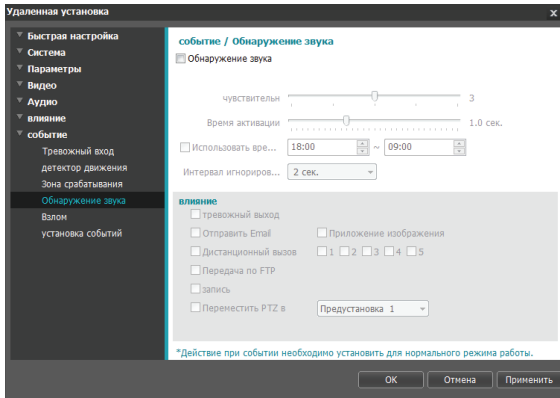 Удаленная установка x
Быстрая настройка
Система
Параметры
Видео
Аудио
влияние
событие
Тревожный вход
детектор движения
Зона срабатывания
Обнаружение звука
Взлом
установка событий
событие / Обнаружение звука
Обнаружение звука
чувствительн 3
Время активации 1.0 сек.
Использовать вре... 18:00 ~ 09:00
Интервал игнориров... 2 сек.
влияние
тревожный выход
Отправить Email Приложение изображения
Дистанционный вызов 1 2 3 4 5
Передача по FTP
запись
Переместить PTZ в Предустановка 1
*Действие при событии необходимо установить для нормального режима работы.
OK Отмена Применить